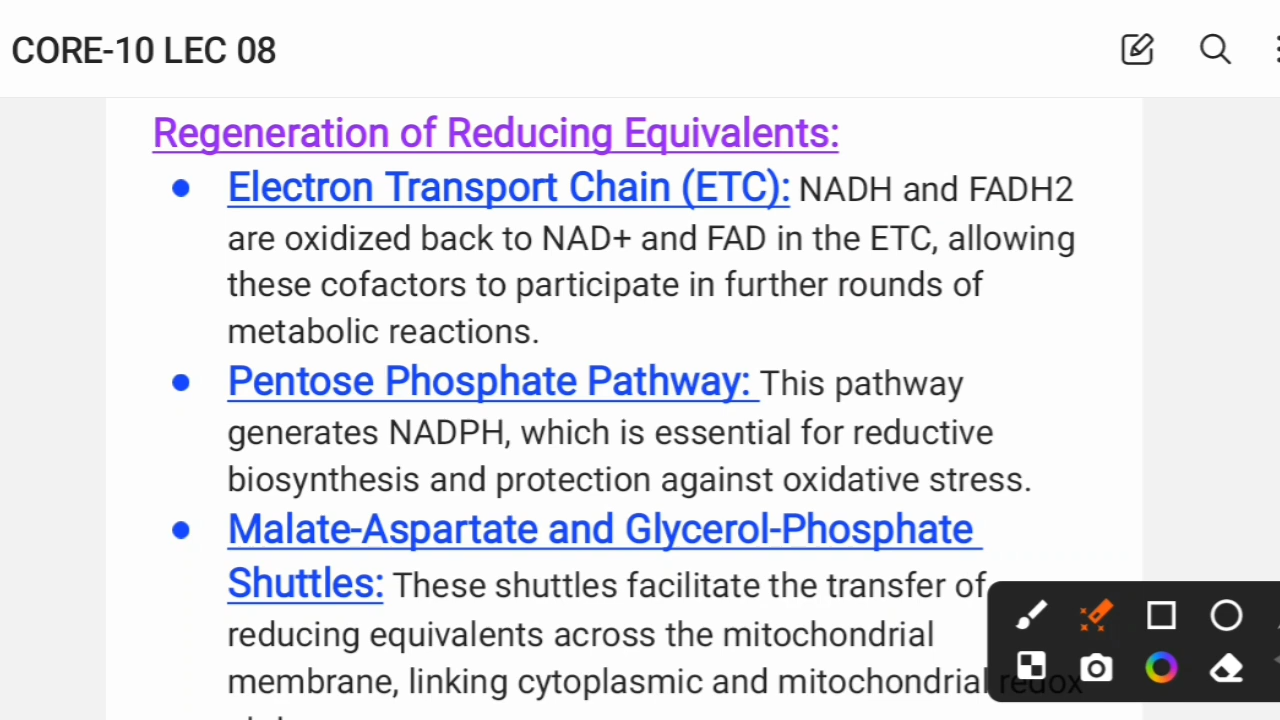 CORE-10 LEC 08
Regeneration of Reducing Equivalents:
● Electron Transport Chain (ETC): NADH and FADH2
are oxidized back to NAD+ and FAD in the ETC, allowing
these cofactors to participate in further rounds of
metabolic reactions.
● Pentose Phosphate Pathway: This pathway
generates NADPH, which is essential for reductive
biosynthesis and protection against oxidative stress.
● Malate-Aspartate and Glycerol-Phosphate
Shuttles: These shuttles facilitate the transfer of
reducing equivalents across the mitochondrial
membrane, linking cytoplasmic and mitochondrial redox